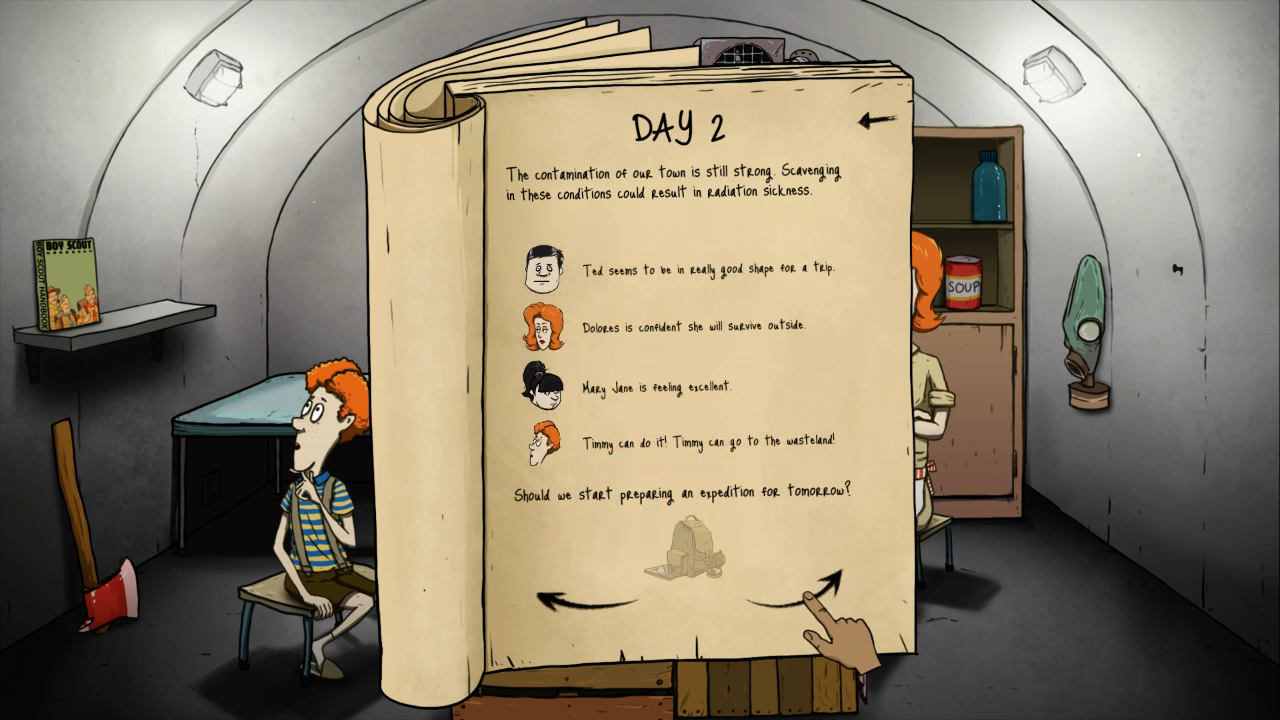 DAY 2
The contamination of our town is still strong. Scavenging
in these conditions could result in radiation sickness.
Ted seems to be in really good shape for a trip.
Dolores is confident she will survive outside.
Mary Jane is feeling excellent.
Timmy can do it! Timmy can go to the wasteland!
Should we start preparing an expedition for tomorrow?
BOY SCOUT
BOY SCOUT HANDBOOK
SOUP